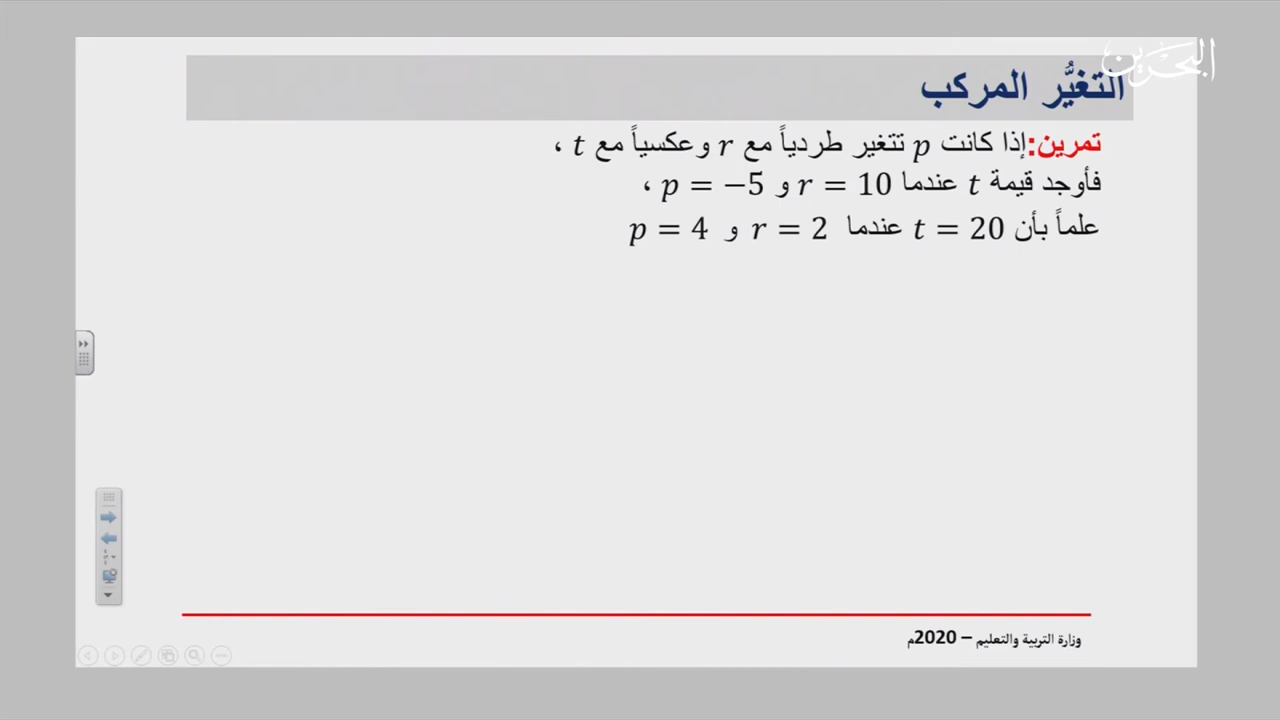 البحرين
التغيُّر المركب
تمرين:إذا كانت p تتغير طردياً مع r وعكسياً مع t ،
فأوجد قيمة t عندما r = 10 و p = −5 ،
علماً بأن t = 20 عندما r = 2 و p = 4
وزارة التربية والتعليم – 2020م